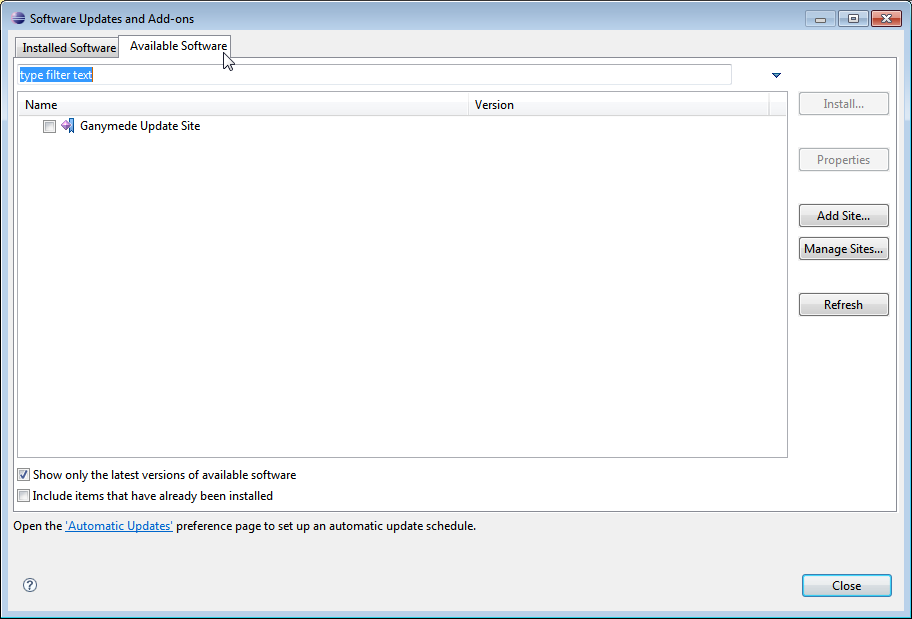 Software Updates and Add-ons
Installed Software
Available Software
type filter text
Name Version
Install...
Ganymede Update Site
Properties
Add Site...
Manage Sites...
Refresh
Show only the latest versions of available software
Include items that have already been installed
Open the 'Automatic Updates' preference page to set up an automatic update schedule.
?
Close